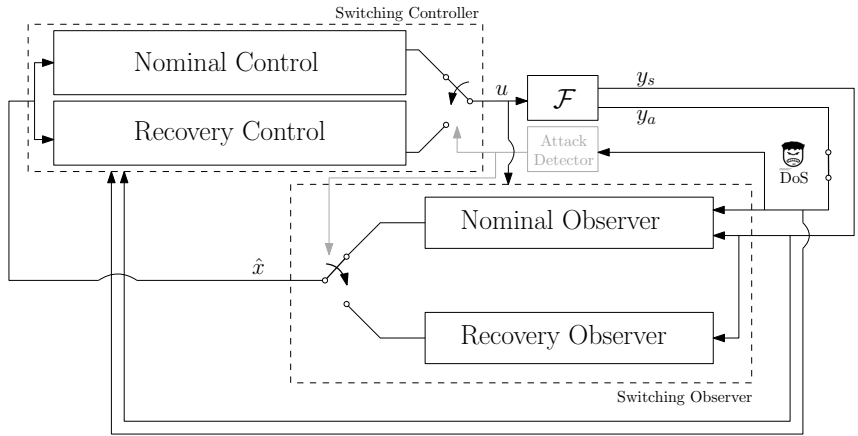 Switching Controller
Nominal Control
Recovery Control
u
𝓕
y_s
y_a
Attack
Detector
DoS
Nominal Observer
x̂
Recovery Observer
Switching Observer